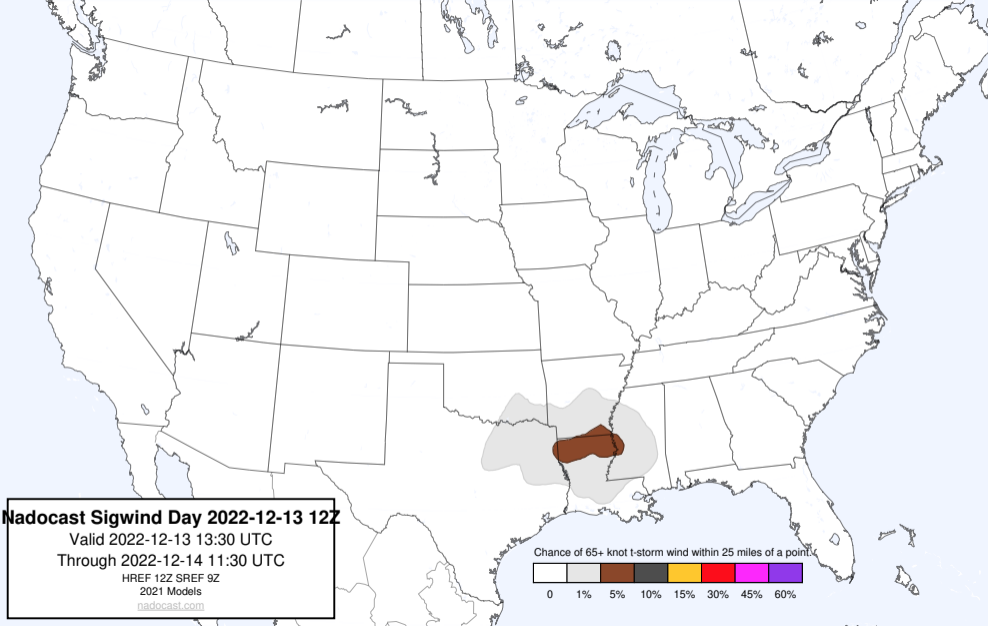 Nadocast Sigwind Day 2022-12-13 12Z
Valid 2022-12-13 13:30 UTC
Through 2022-12-14 11:30 UTC
HREF 12Z SREF 9Z
2021 Models
nadocast.com
Chance of 65+ knot t-storm wind within 25 miles of a point.
0 1% 5% 10% 15% 30% 45% 60%